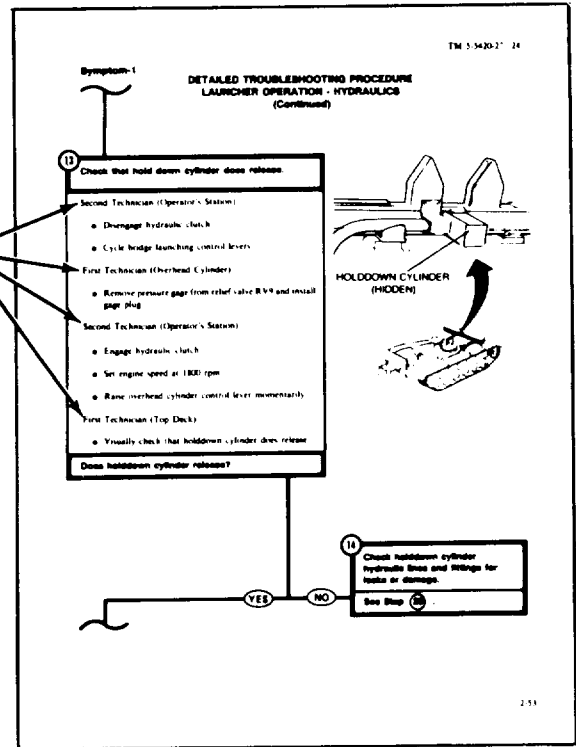 TM 5-5420-2 24
Symptom-1
DETAILED TROUBLESHOOTING PROCEDURE
LAUNCHER OPERATION - HYDRAULICS
(Continued)
13
Check that hold down cylinder does release.
Second Technician (Operator's Station)
Disengage hydraulic clutch
Cycle bridge launching control levers
First Technician (Overhead Cylinder)
Remove pressure gage from relief valve RV9 and install
gage plug
Second Technician (Operator's Station)
Engage hydraulic clutch
Set engine speed at 1800 rpm
Raise overhead cylinder control lever momentarily
First Technician (Top Deck)
Visually check that holddown cylinder does release
Does holddown cylinder release?
HOLDDOWN CYLINDER
(HIDDEN)
14
Check holddown cylinder
hydraulic lines and fittings for
leaks or damage.
See Step
YES
NO
2-53